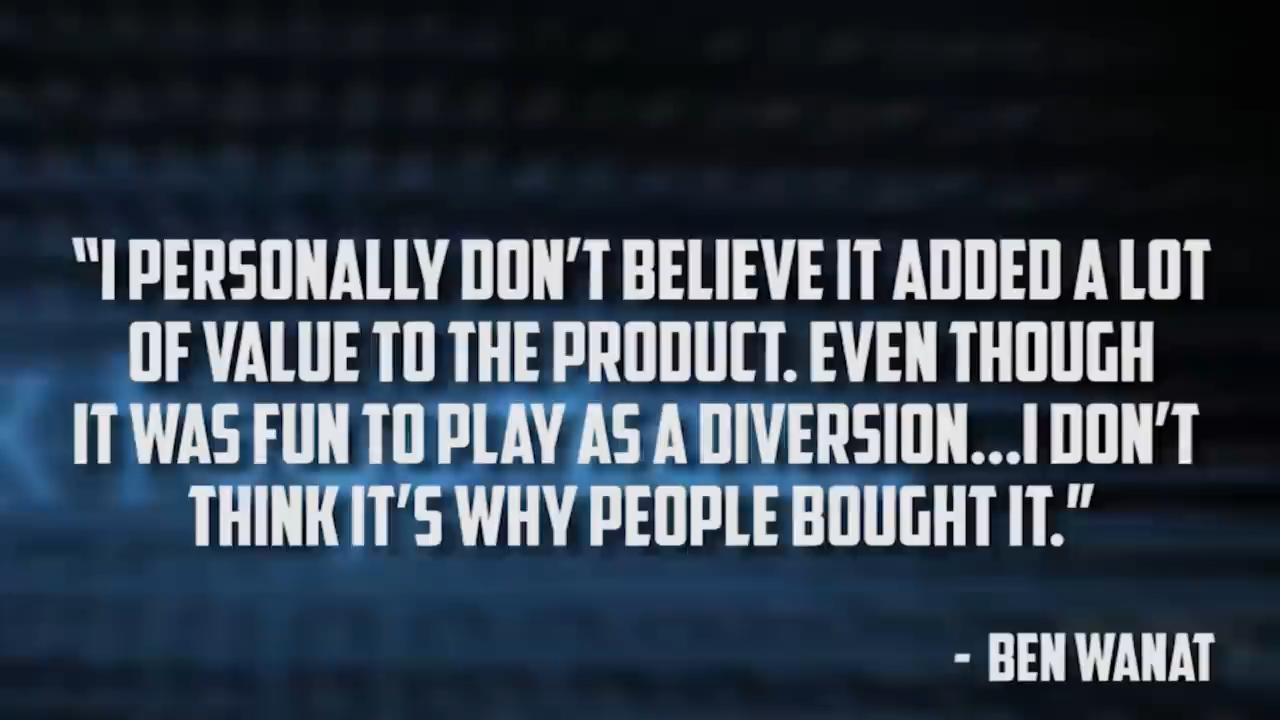 “I PERSONALLY DON’T BELIEVE IT ADDED A LOT
OF VALUE TO THE PRODUCT. EVEN THOUGH
IT WAS FUN TO PLAY AS A DIVERSION...I DON’T
THINK IT’S WHY PEOPLE BOUGHT IT.”
- BEN WANAT